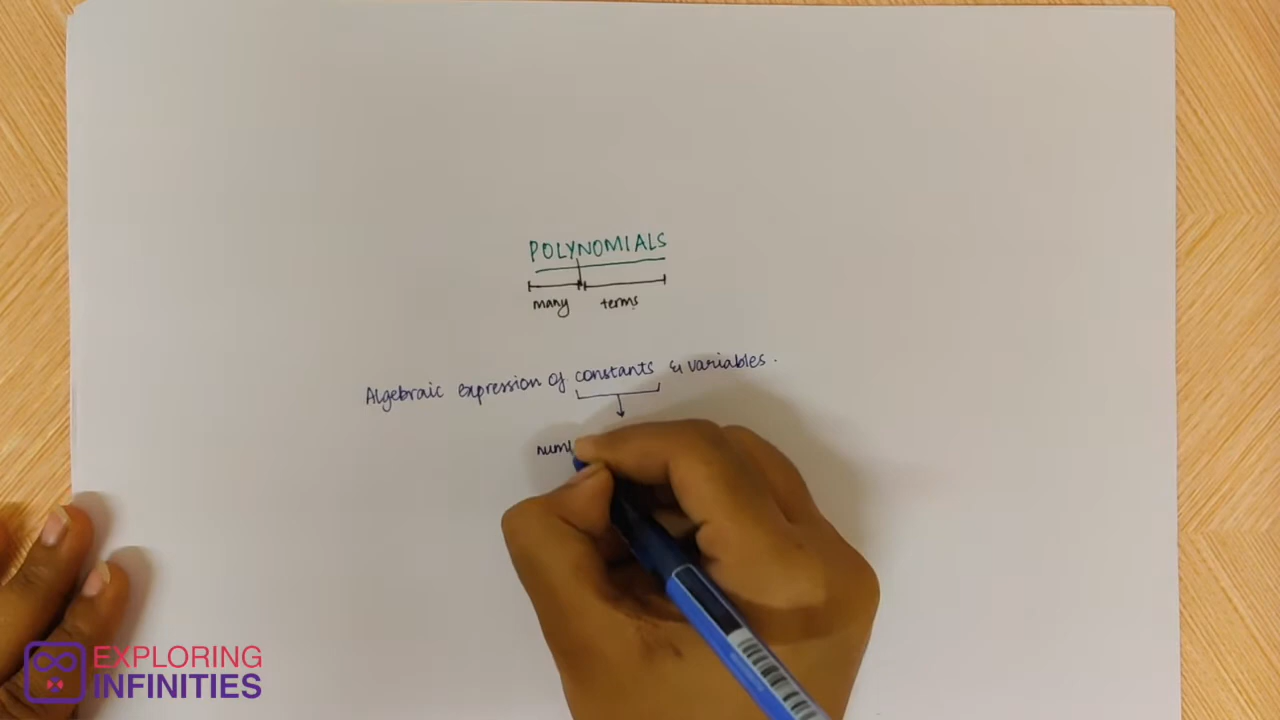 POLYNOMIALS
many terms
Algebraic expression of constants & variables.
EXPLORING
INFINITIES